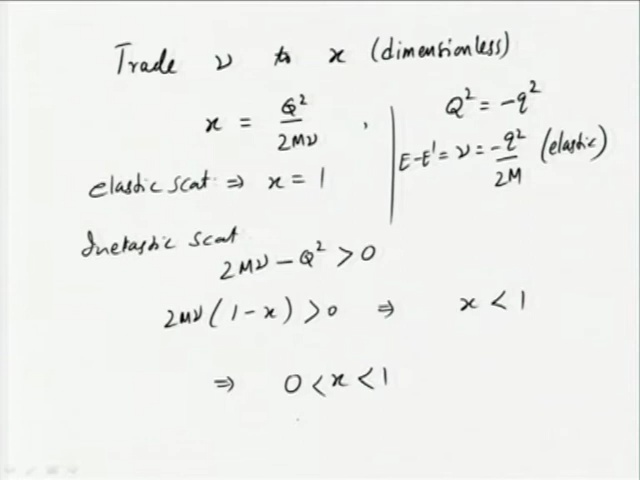 Trade ν to x (dimensionless)
x = Q²/2Mν ,
Q² = -q²
E-E' = ν = -q²/2M (elastic)
elastic scat ⇒ x = 1
Inelastic scat
2Mν - Q² > 0
2Mν (1-x) > 0 ⇒ x < 1
⇒ 0 < x < 1